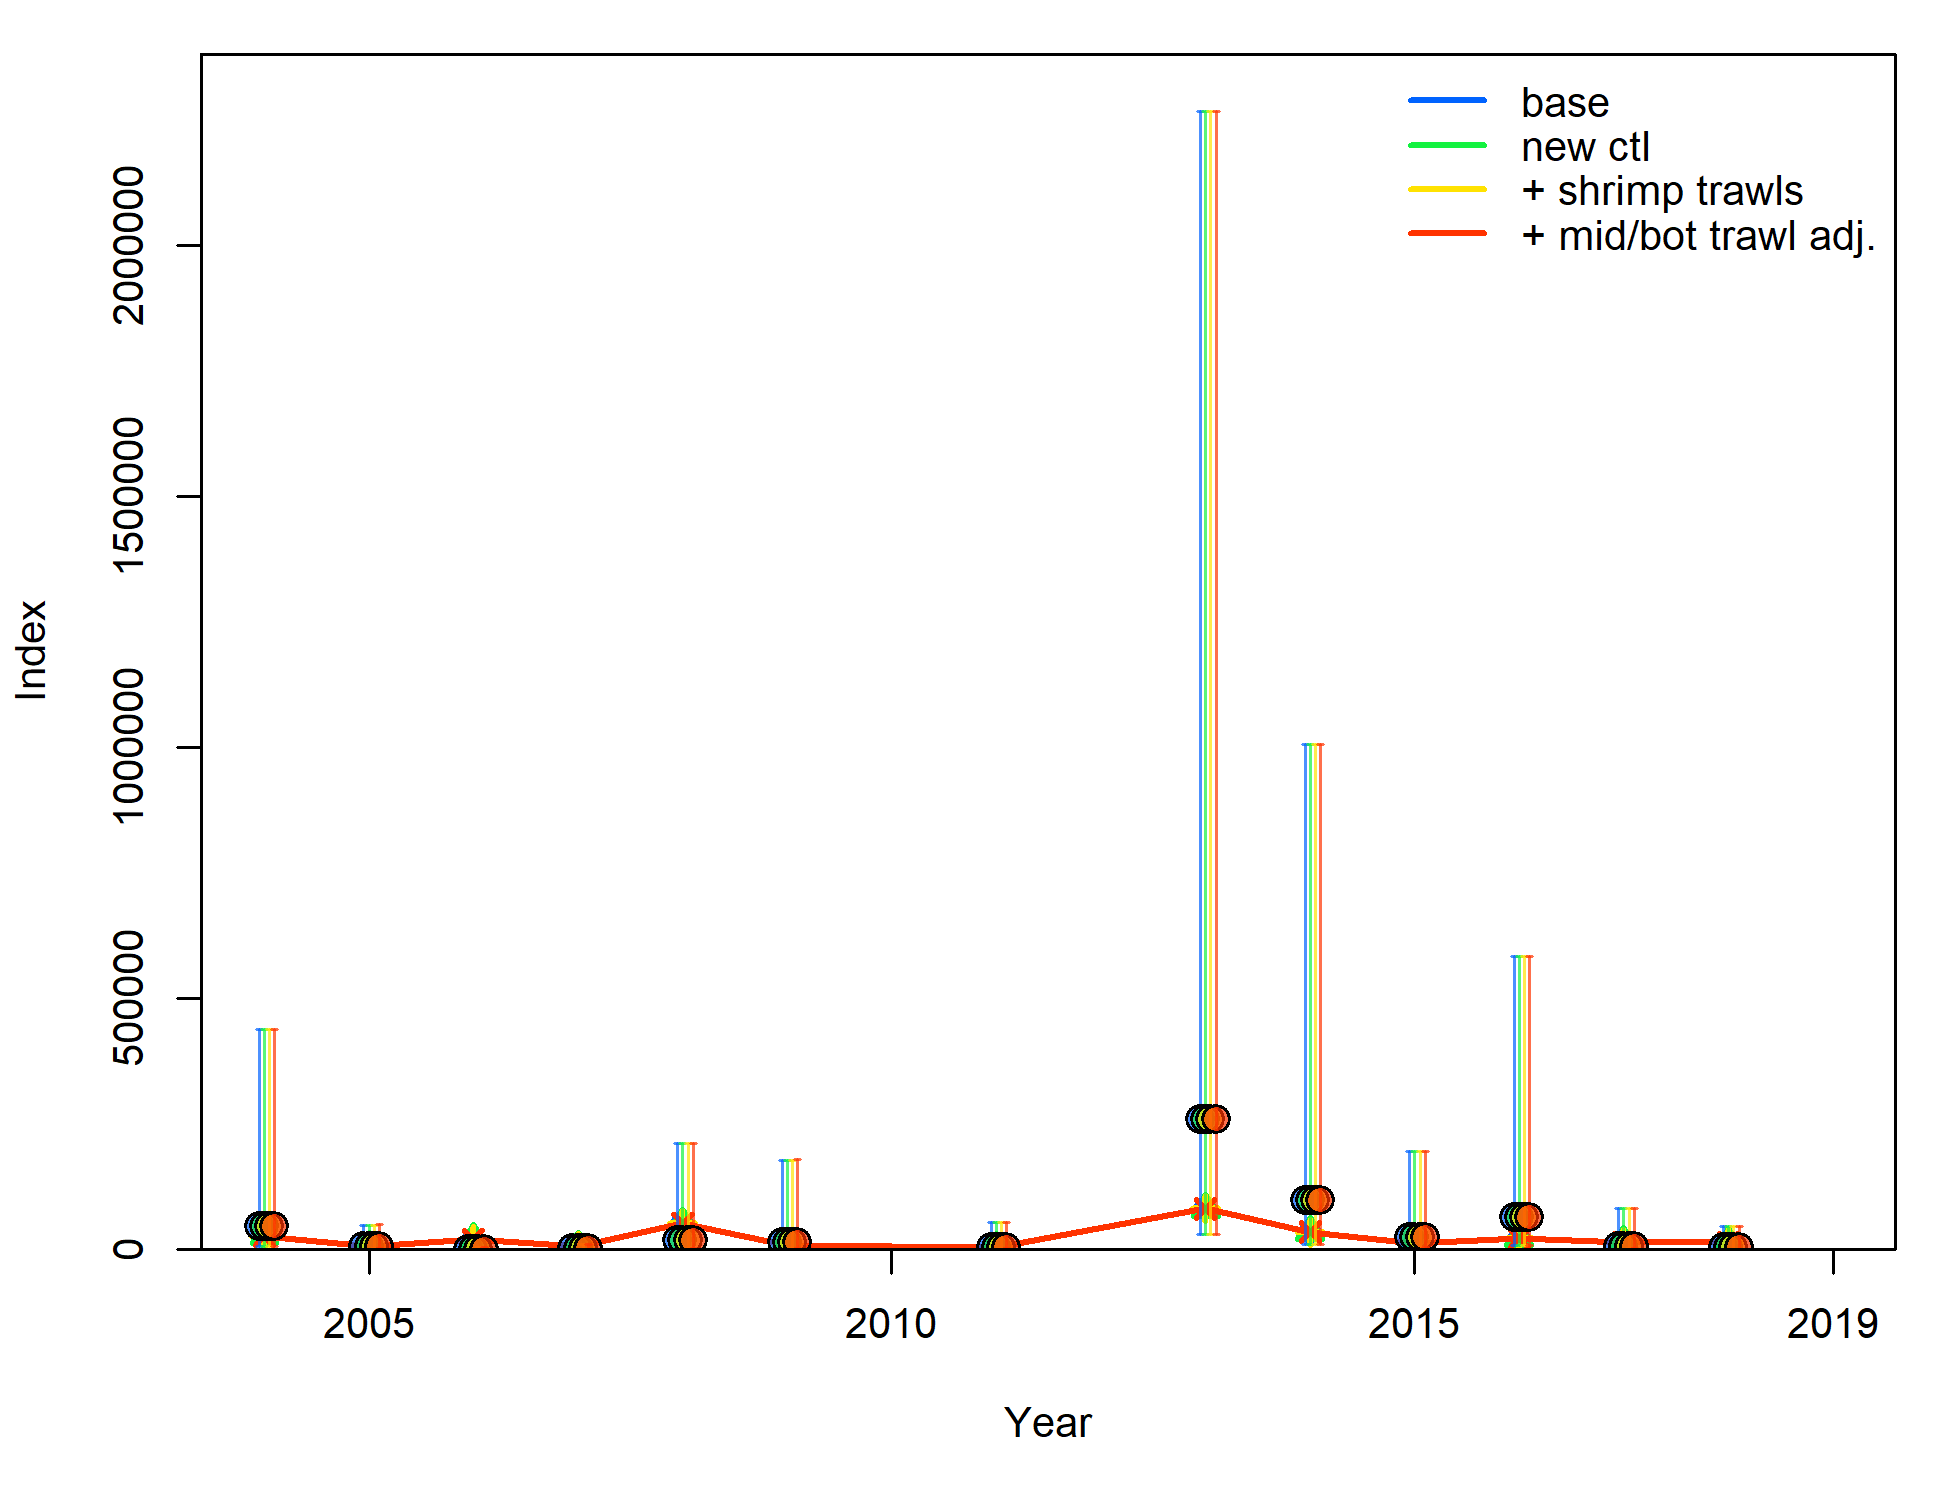 base
new ctl
+ shrimp trawls
+ mid/bot trawl adj.
Index
2000000
1500000
1000000
500000
0
2005
2010
2015
2019
Year